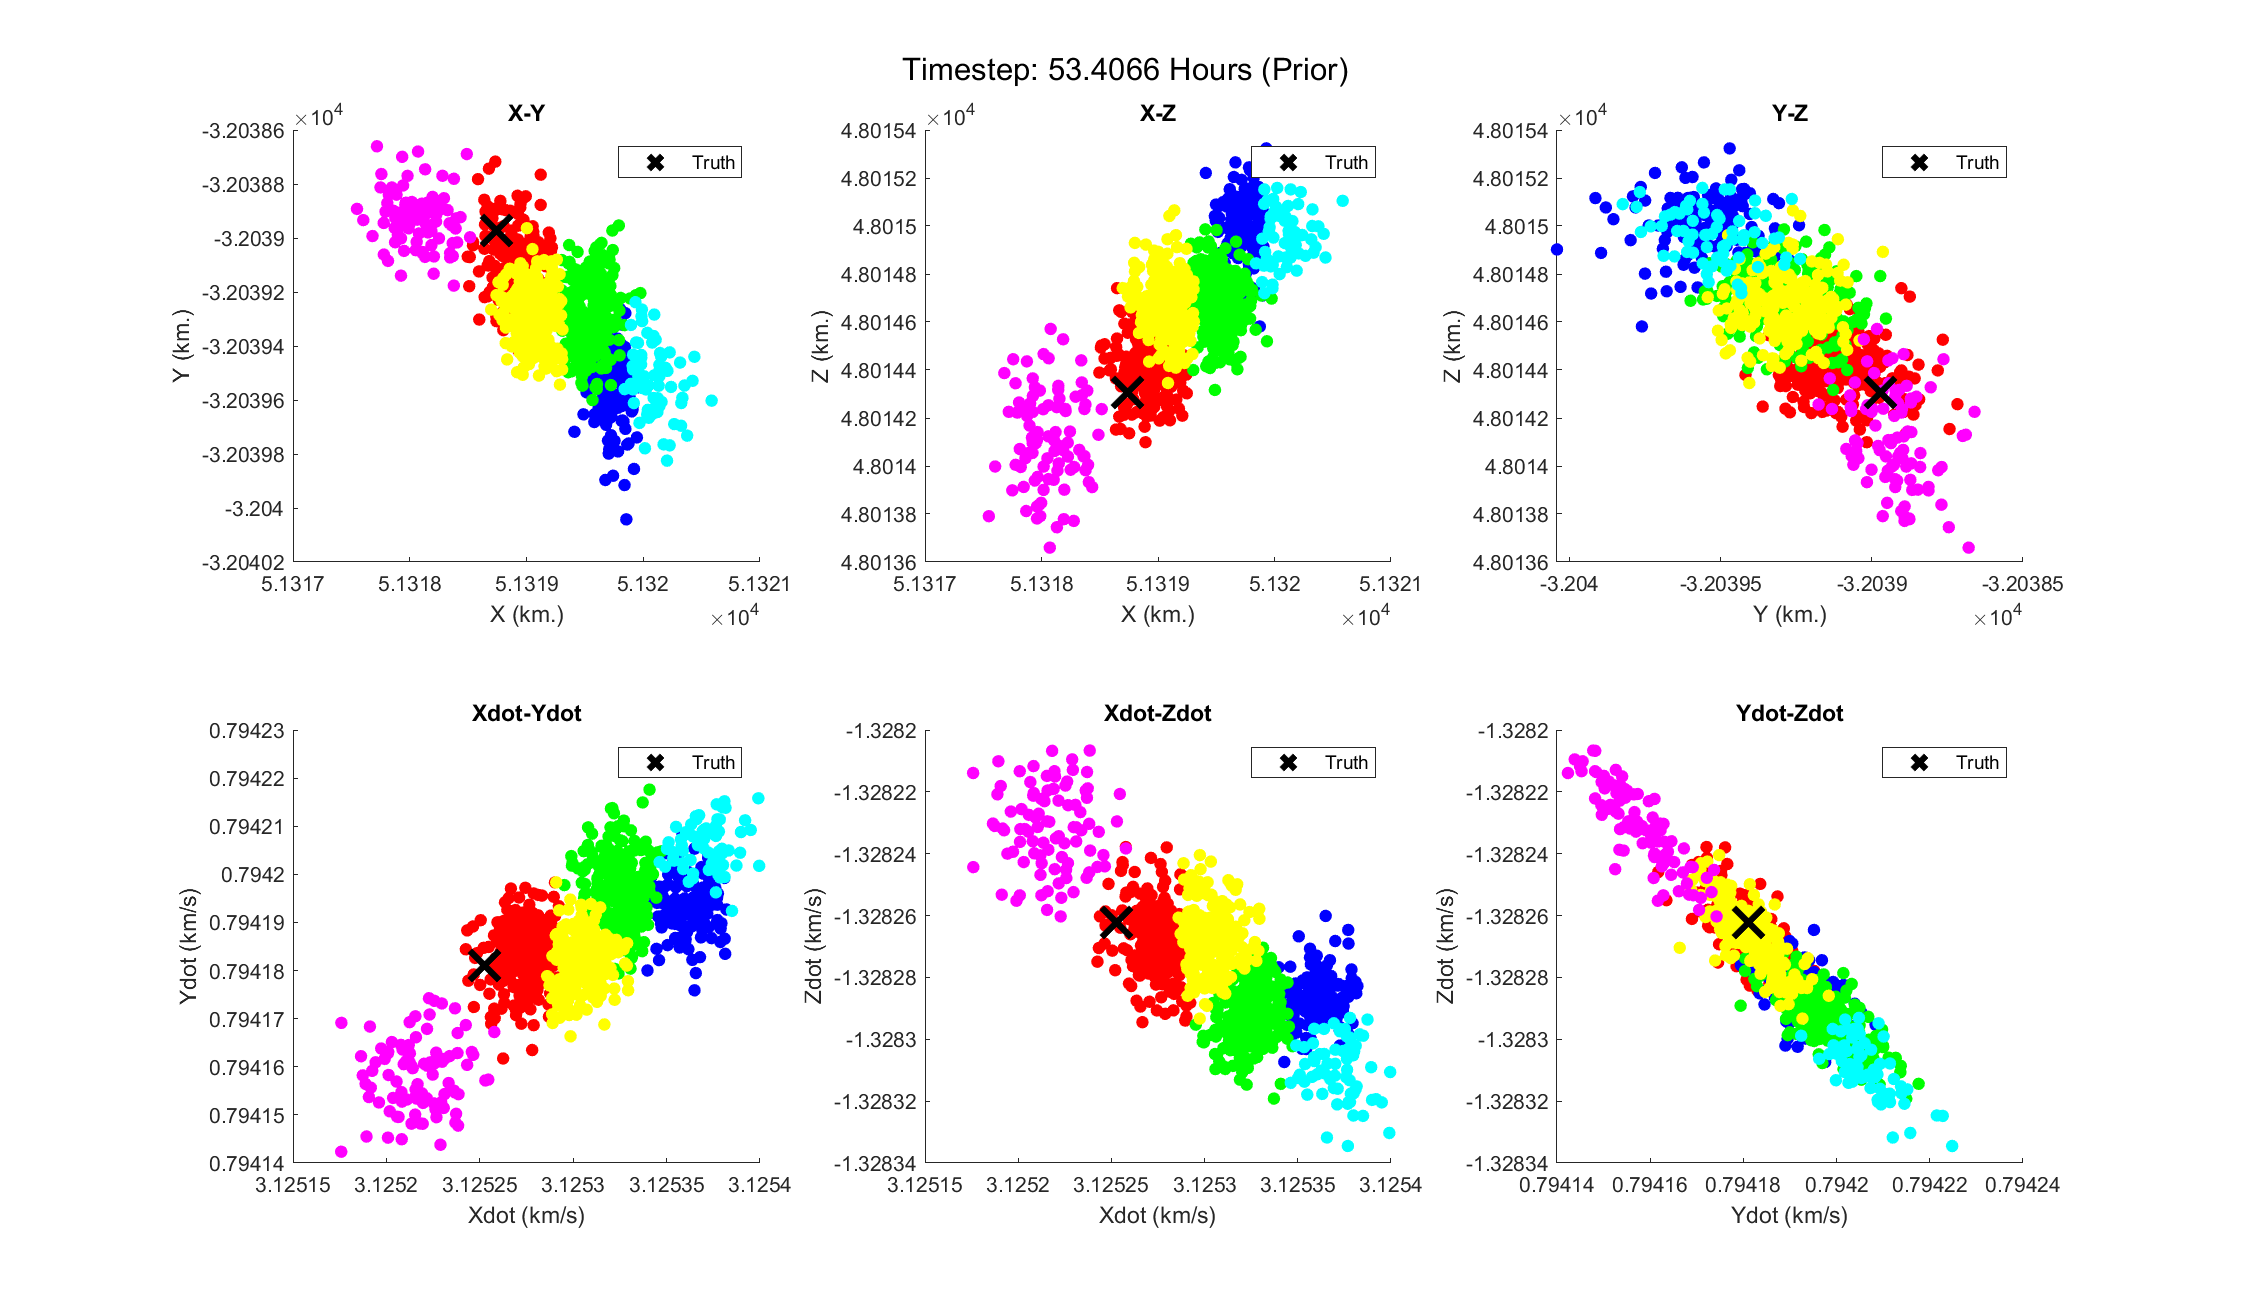 Timestep: 53.4066 Hours (Prior)
X-Y
×10^4
-3.20386
-3.20388
-3.2039
-3.20392
-3.20394
-3.20396
-3.20398
-3.204
-3.20402
Y (km.)
Truth
5.1317 5.1318 5.1319 5.132 5.1321
X (km.)
×10^4
X-Z
×10^4
4.80154
4.80152
4.8015
4.80148
4.80146
4.80144
4.80142
4.8014
4.80138
4.80136
Z (km.)
Truth
5.1317 5.1318 5.1319 5.132 5.1321
X (km.)
×10^4
Y-Z
×10^4
4.80154
4.80152
4.8015
4.80148
4.80146
4.80144
4.80142
4.8014
4.80138
4.80136
Z (km.)
Truth
-3.204 -3.20395 -3.2039 -3.20385
Y (km.)
×10^4
Xdot-Ydot
0.79423
0.79422
0.79421
0.7942
0.79419
0.79418
0.79417
0.79416
0.79415
0.79414
Ydot (km/s)
Truth
3.12515 3.1252 3.12525 3.1253 3.12535 3.1254
Xdot (km/s)
Xdot-Zdot
-1.3282
-1.32822
-1.32824
-1.32826
-1.32828
-1.3283
-1.32832
-1.32834
Zdot (km/s)
Truth
3.12515 3.1252 3.12525 3.1253 3.12535 3.1254
Xdot (km/s)
Ydot-Zdot
-1.3282
-1.32822
-1.32824
-1.32826
-1.32828
-1.3283
-1.32832
-1.32834
Zdot (km/s)
Truth
0.79414 0.79416 0.79418 0.7942 0.79422 0.79424
Ydot (km/s)